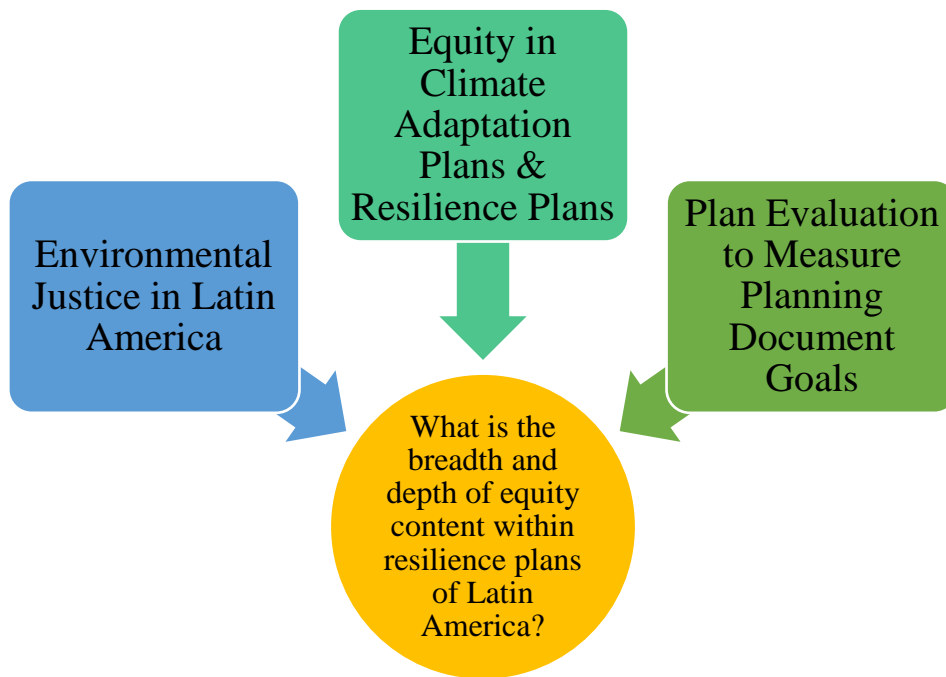 Environmental
Justice in Latin
America
Equity in
Climate
Adaptation
Plans &
Resilience Plans
Plan Evaluation
to Measure
Planning
Document
Goals
What is the
breadth and
depth of equity
content within
resilience plans
of Latin
America?